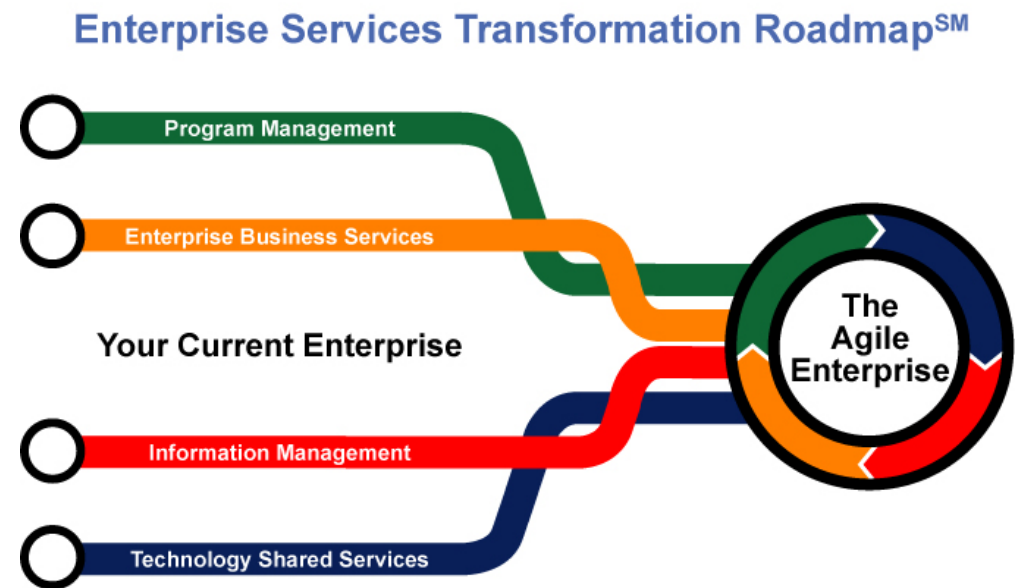 Enterprise Services Transformation Roadmap℠
Program Management
Enterprise Business Services
Your Current Enterprise
The
Agile
Enterprise
Information Management
Technology Shared Services